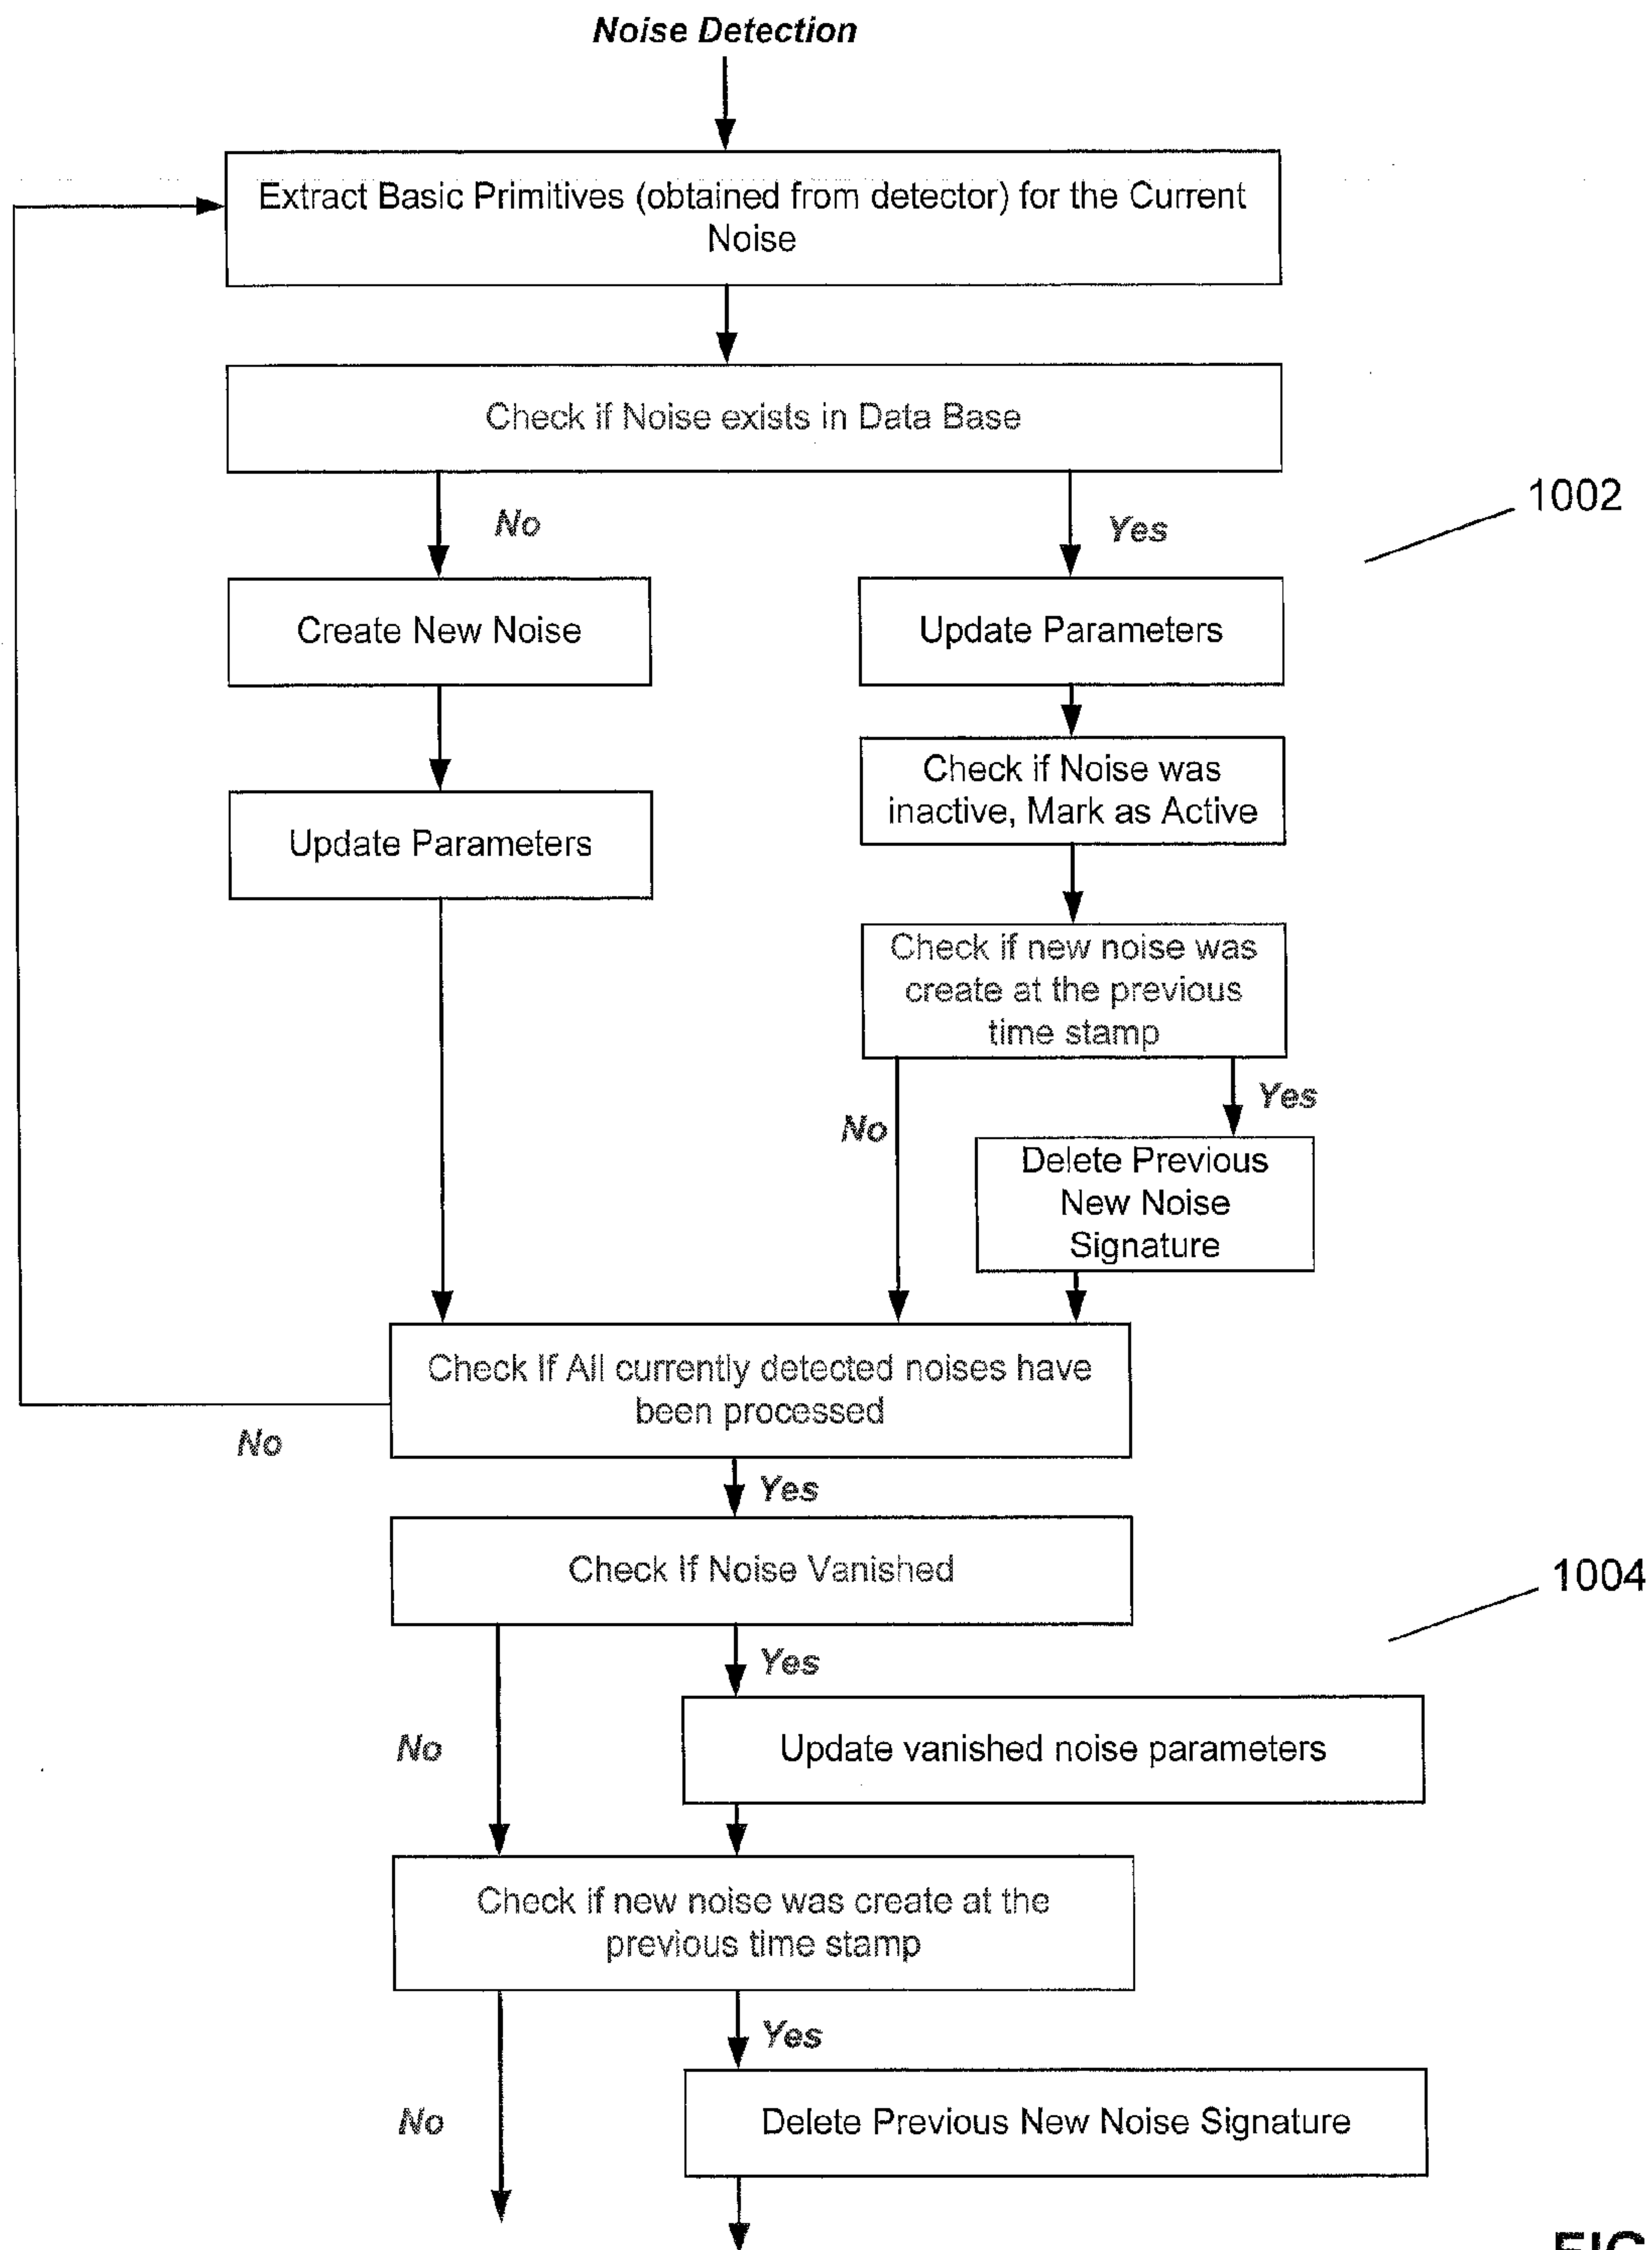 Noise Detection
Extract Basic Primitives (obtained from detector) for the Current
Noise
Check if Noise exists in Data Base
No
Yes
1002
Create New Noise
Update Parameters
Check if Noise was
inactive, Mark as Active
Update Parameters
Check if new noise was
create at the previous
time stamp
Yes
No
Delete Previous
New Noise
Signature
Check If All currently detected noises have
been processed
No
Yes
Check If Noise Vanished
1004
Yes
No
Update vanished noise parameters
Check if new noise was create at the
previous time stamp
Yes
No
Delete Previous New Noise Signature